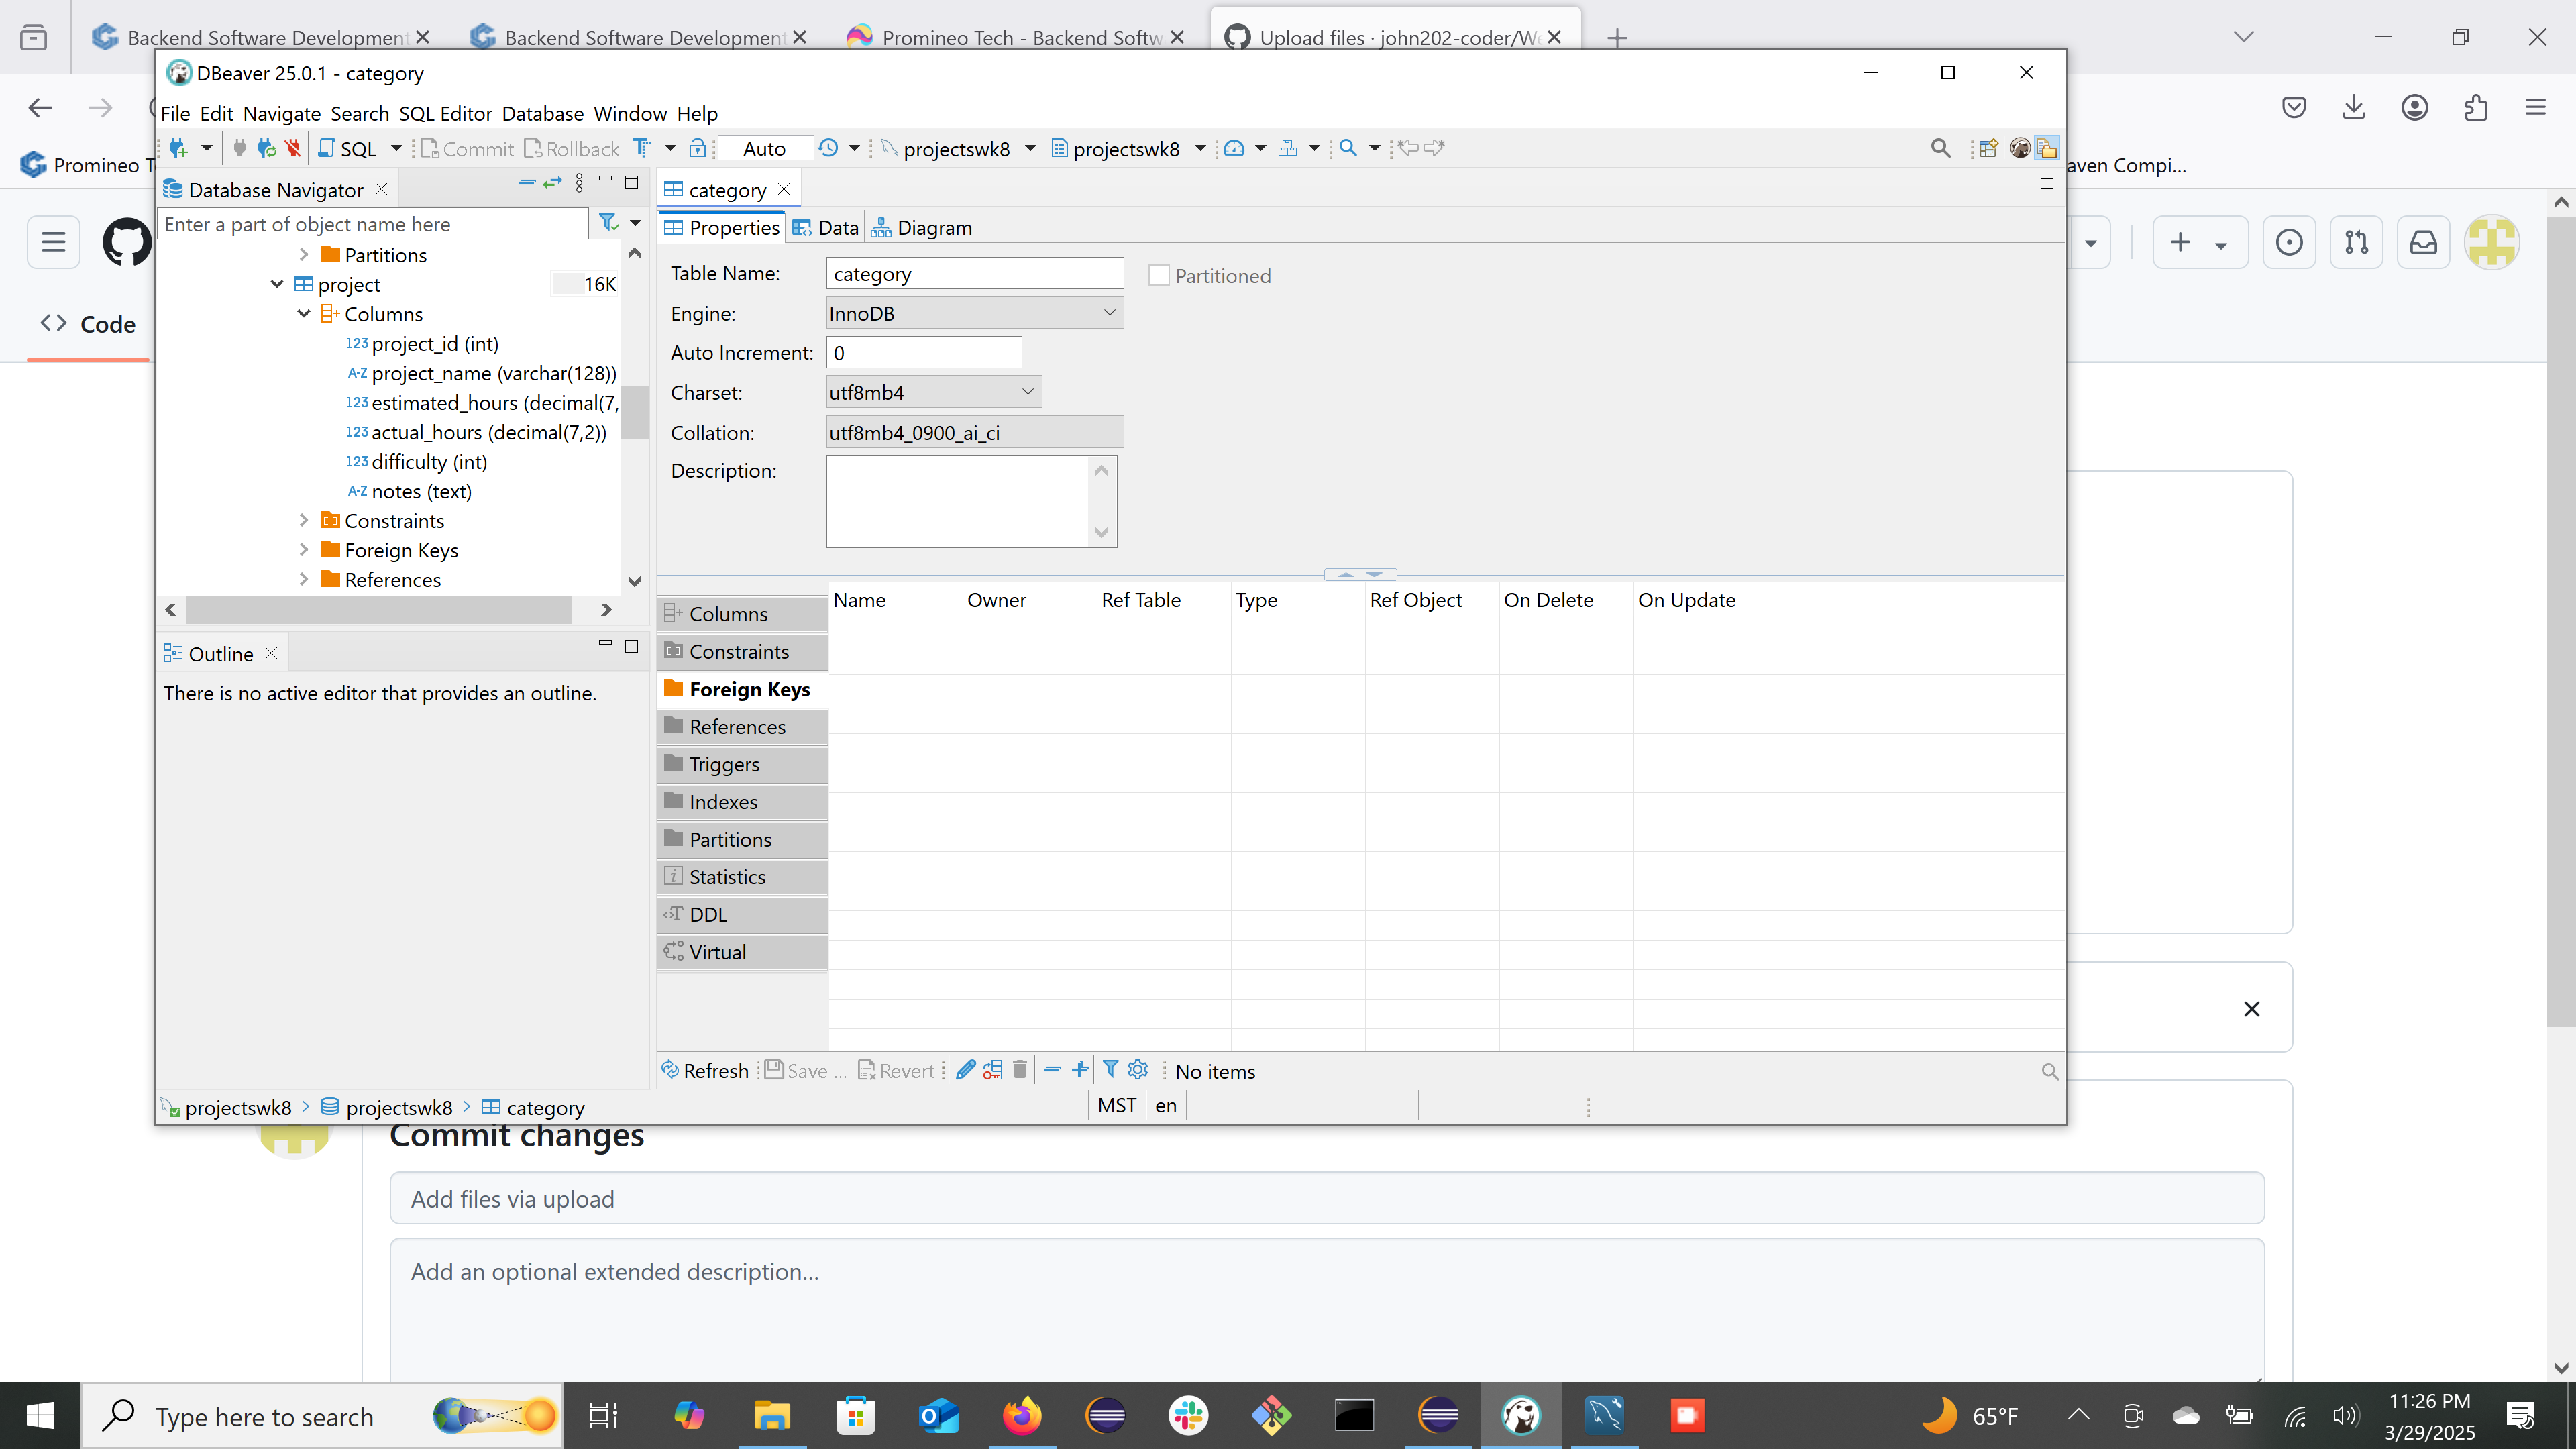 Backend Software Development
Backend Software Development
Promineo Tech - Backend Softw
Upload files · john202-coder/We
DBeaver 25.0.1 - category
File Edit Navigate Search SQL Editor Database Window Help
SQL
Commit
Rollback
Auto
projectswk8
projectswk8
Promineo T
aven Compi...
Database Navigator
category
Enter a part of object name here
Properties
Data
Diagram
Partitions
project
16K
Columns
project_id (int)
project_name (varchar(128))
estimated_hours (decimal(7,
actual_hours (decimal(7,2))
difficulty (int)
notes (text)
Constraints
Foreign Keys
References
Code
Table Name:
category
Partitioned
Engine:
InnoDB
Auto Increment:
0
Charset:
utf8mb4
Collation:
utf8mb4_0900_ai_ci
Description:
Outline
There is no active editor that provides an outline.
Columns
Constraints
Foreign Keys
References
Triggers
Indexes
Partitions
Statistics
DDL
Virtual
Name
Owner
Ref Table
Type
Ref Object
On Delete
On Update
Refresh
Save ...
Revert
No items
projectswk8
projectswk8
category
MST
en
Commit changes
Add files via upload
Add an optional extended description...
Type here to search
65°F
11:26 PM
3/29/2025